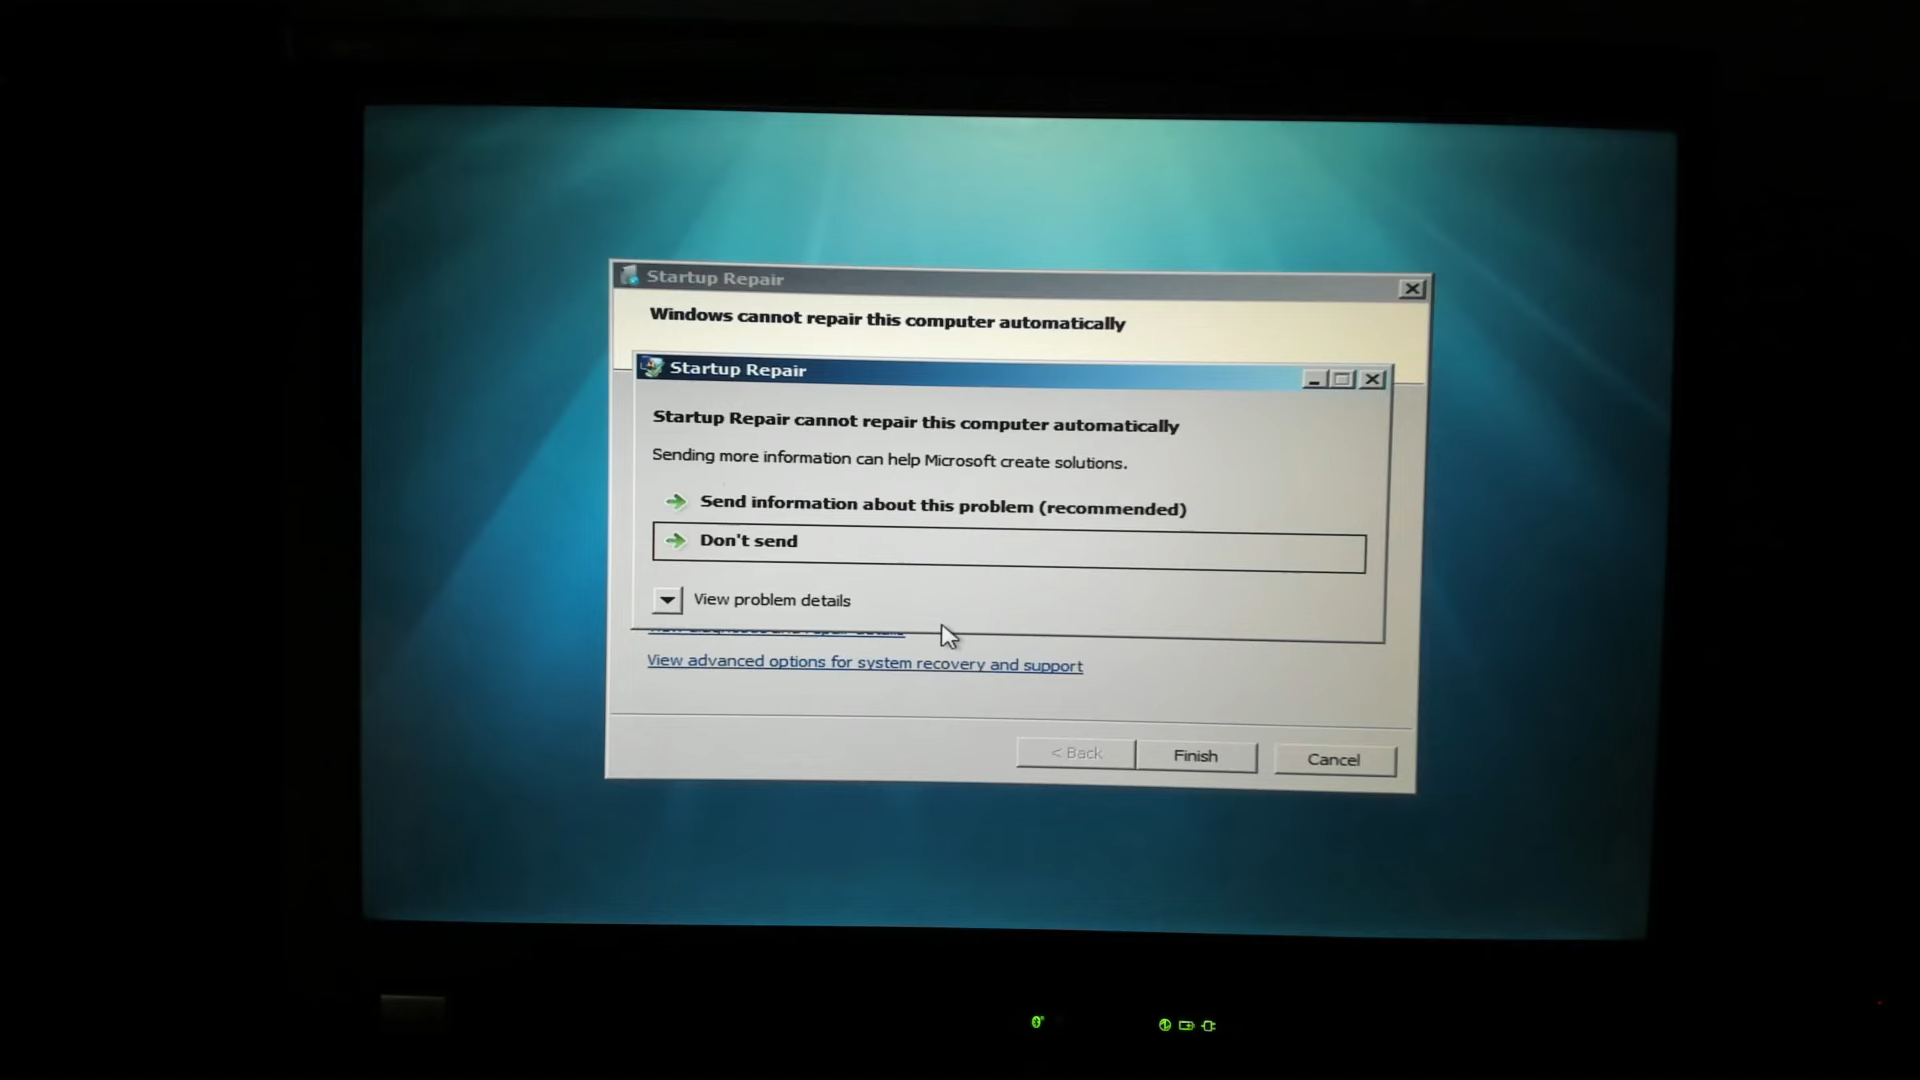 Startup Repair
Windows cannot repair this computer automatically
Startup Repair
Startup Repair cannot repair this computer automatically
Sending more information can help Microsoft create solutions.
Send information about this problem (recommended)
Don't send
View problem details
View advanced options for system recovery and support
< Back
Finish
Cancel